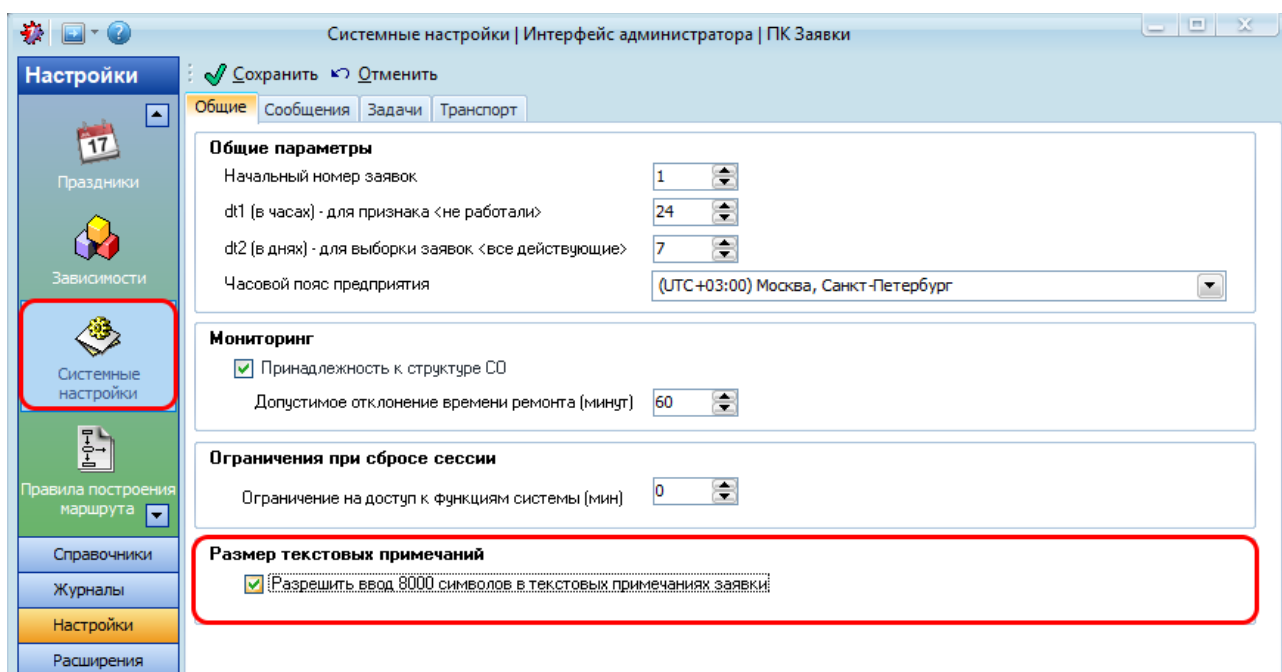 Системные настройки | Интерфейс администратора | ПК Заявки
Настройки
Сохранить Отменить
Общие Сообщения Задачи Транспорт
17
Праздники
Зависимости
Системные
настройки
Правила построения
маршрута
Справочники
Журналы
Настройки
Расширения
Общие параметры
Начальный номер заявок 1
dt1 (в часах) - для признака <не работали> 24
dt2 (в днях) - для выборки заявок <все действующие> 7
Часовой пояс предприятия (UTC+03:00) Москва, Санкт-Петербург
Мониторинг
Принадлежность к структуре СО
Допустимое отклонение времени ремонта (минут) 60
Ограничения при сбросе сессии
Ограничение на доступ к функциям системы (мин) 0
Размер текстовых примечаний
Разрешить ввод 8000 символов в текстовых примечаниях заявки